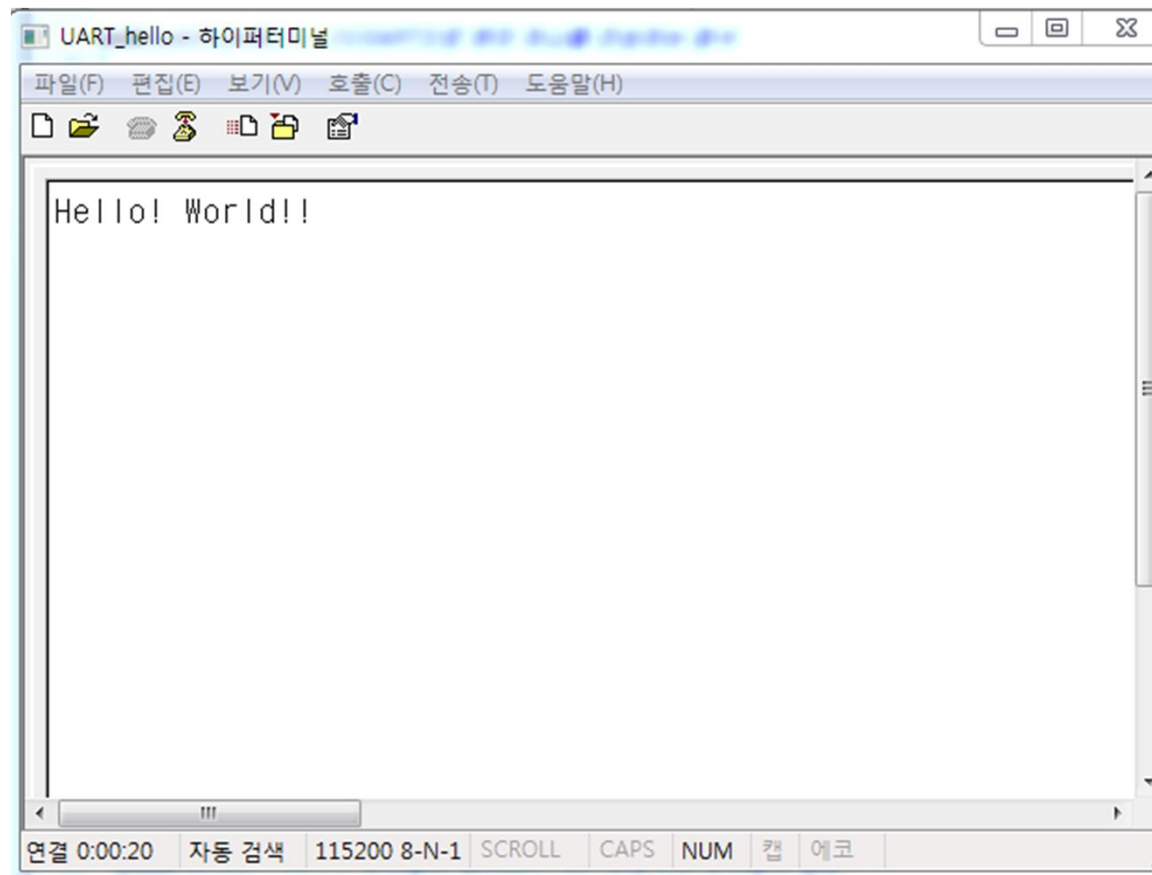 UART_hello - 하이퍼터미널
파일(F) 편집(E) 보기(V) 호출(C) 전송(T) 도움말(H)
Hello! World!!
연결 0:00:20 자동 검색 115200 8-N-1 SCROLL CAPS NUM 캡 에코